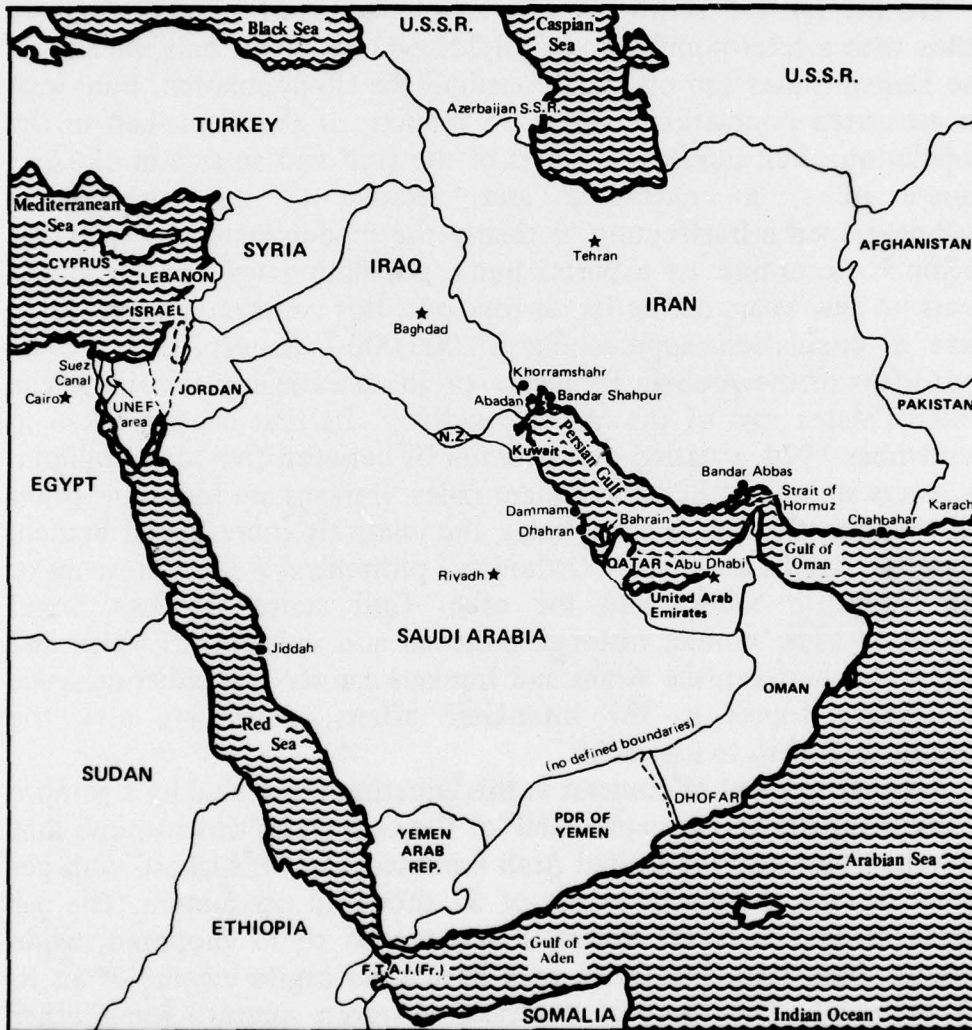 Black Sea
U.S.S.R.
Caspian
Sea
U.S.S.R.
Azerbaijan S.S.R.
TURKEY
Mediterranean
Sea
CYPRUS
SYRIA
LEBANON
IRAQ
Tehran
AFGHANISTAN
IRAN
ISRAEL
Baghdad
Suez
Canal
Cairo
UNEF
area
JORDAN
Khorramshahr
Abadan
Bandar Shahpur
PAKISTAN
N.Z.
Kuwait
Persian Gulf
EGYPT
Bandar Abbas
Strait of
Hormuz
Dammam
Dhahran
Bahrain
Chahbahar
Karach
QATAR
Abu Dhabi
Gulf of
Oman
Riyadh
United Arab
Emirates
SAUDI ARABIA
Jiddah
OMAN
Red
Sea
(no defined boundaries)
SUDAN
DHOFAR
PDR OF
YEMEN
YEMEN
ARAB
REP.
Arabian Sea
ETHIOPIA
Gulf of
Aden
F.T.A.I. (Fr.)
SOMALIA
Indian Ocean